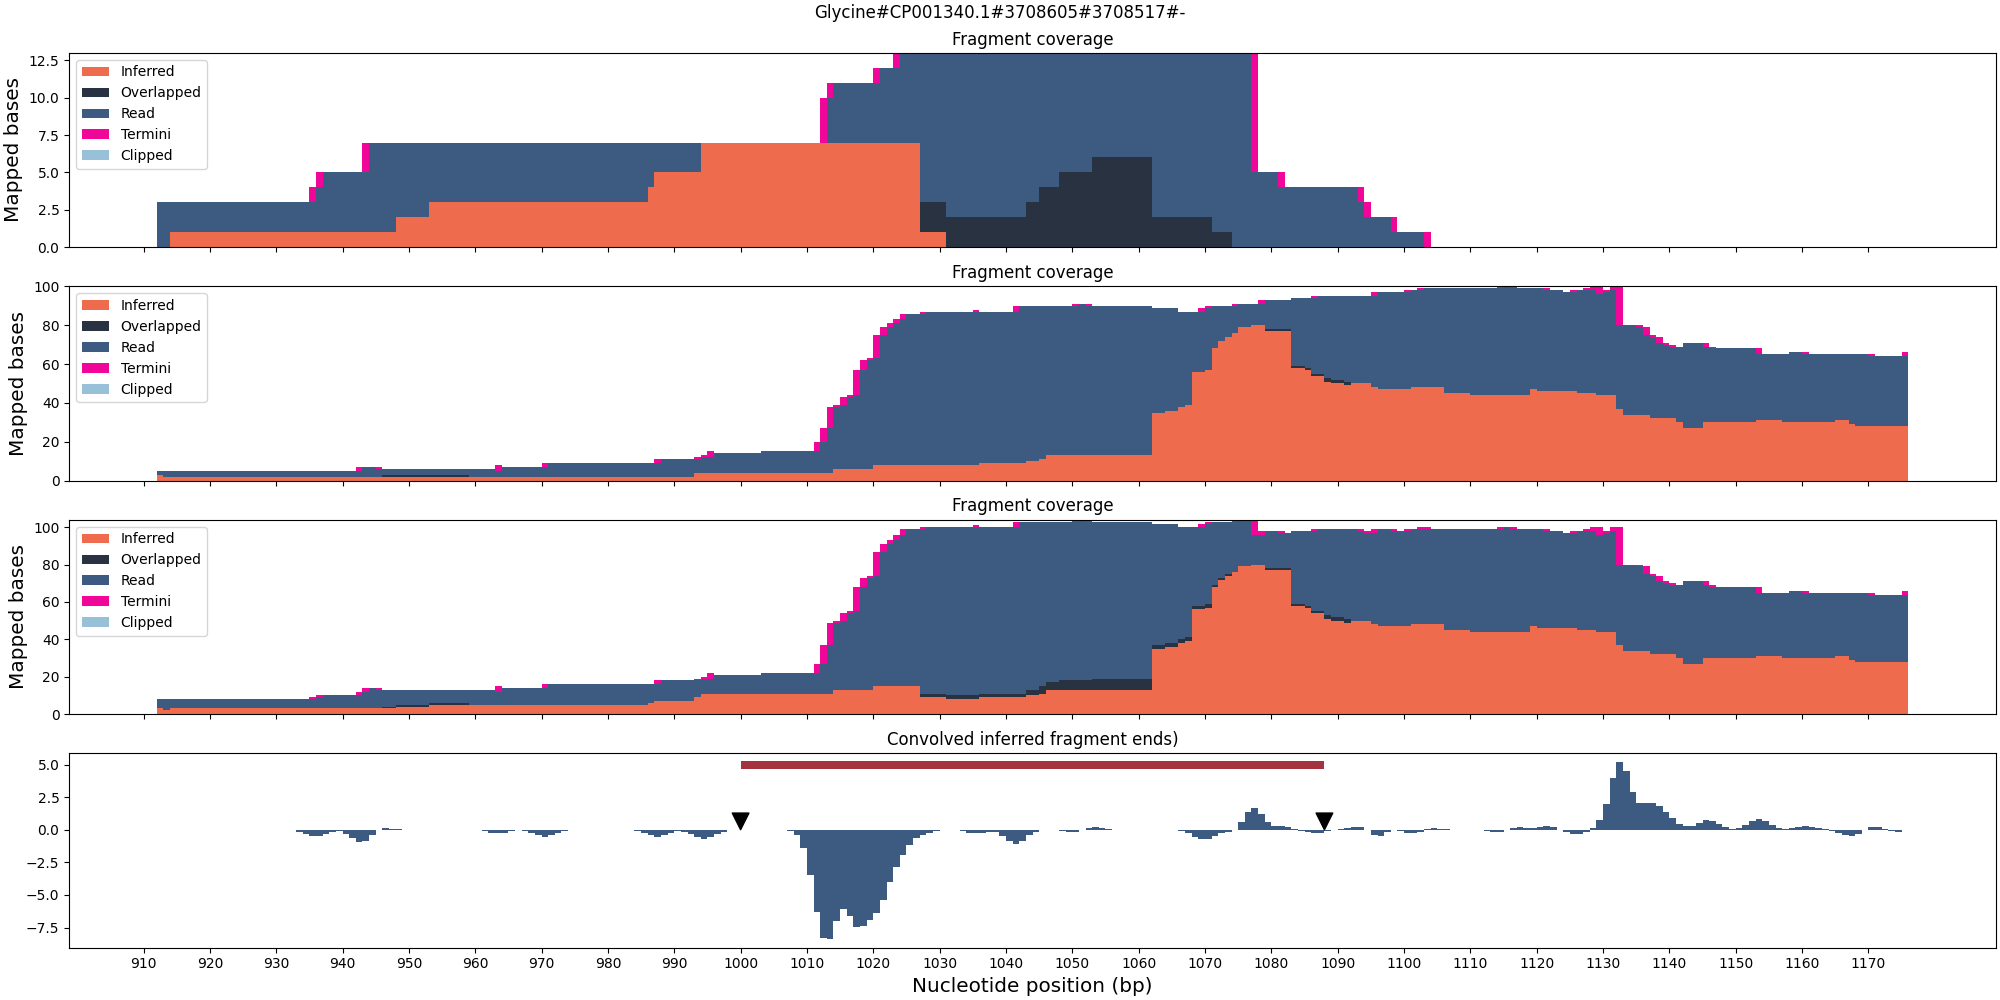 Glycine#CP001340.1#3708605#3708517#-
Fragment coverage
Mapped bases
12.5
10.0
7.5
5.0
2.5
0.0
Inferred
Overlapped
Read
Termini
Clipped
Fragment coverage
Mapped bases
100
80
60
40
20
0
Inferred
Overlapped
Read
Termini
Clipped
Fragment coverage
Mapped bases
100
80
60
40
20
0
Inferred
Overlapped
Read
Termini
Clipped
Convolved inferred fragment ends)
5.0
2.5
0.0
−2.5
−5.0
−7.5
910 920 930 940 950 960 970 980 990 1000 1010 1020 1030 1040 1050 1060 1070 1080 1090 1100 1110 1120 1130 1140 1150 1160 1170
Nucleotide position (bp)